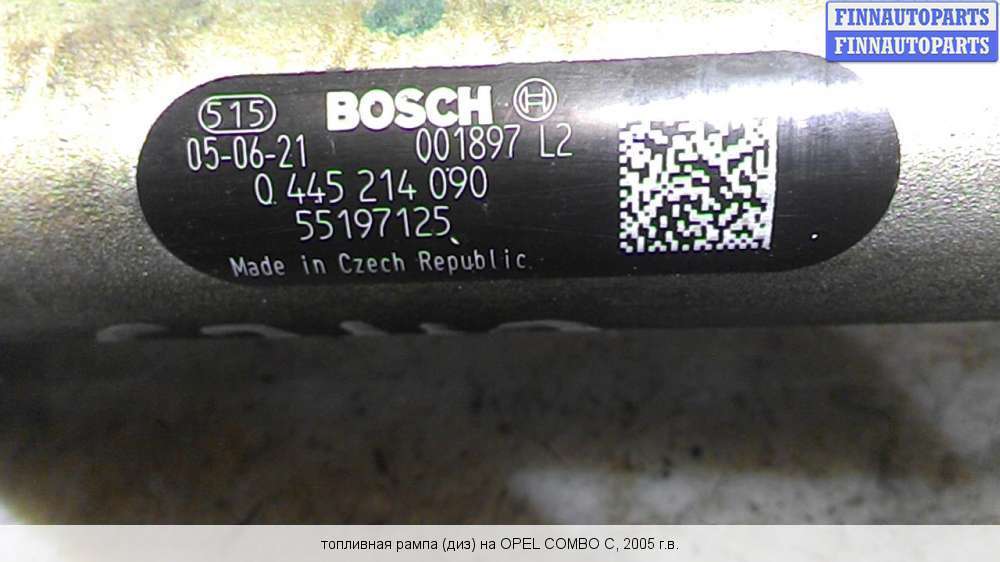 FINNAUTOPARTS
FINNAUTOPARTS
515 BOSCH
05-06-21 001897 L2
0 445 214 090
55197125
Made in Czech Republic
топливная рампа (диз) на OPEL COMBO C, 2005 г.в.